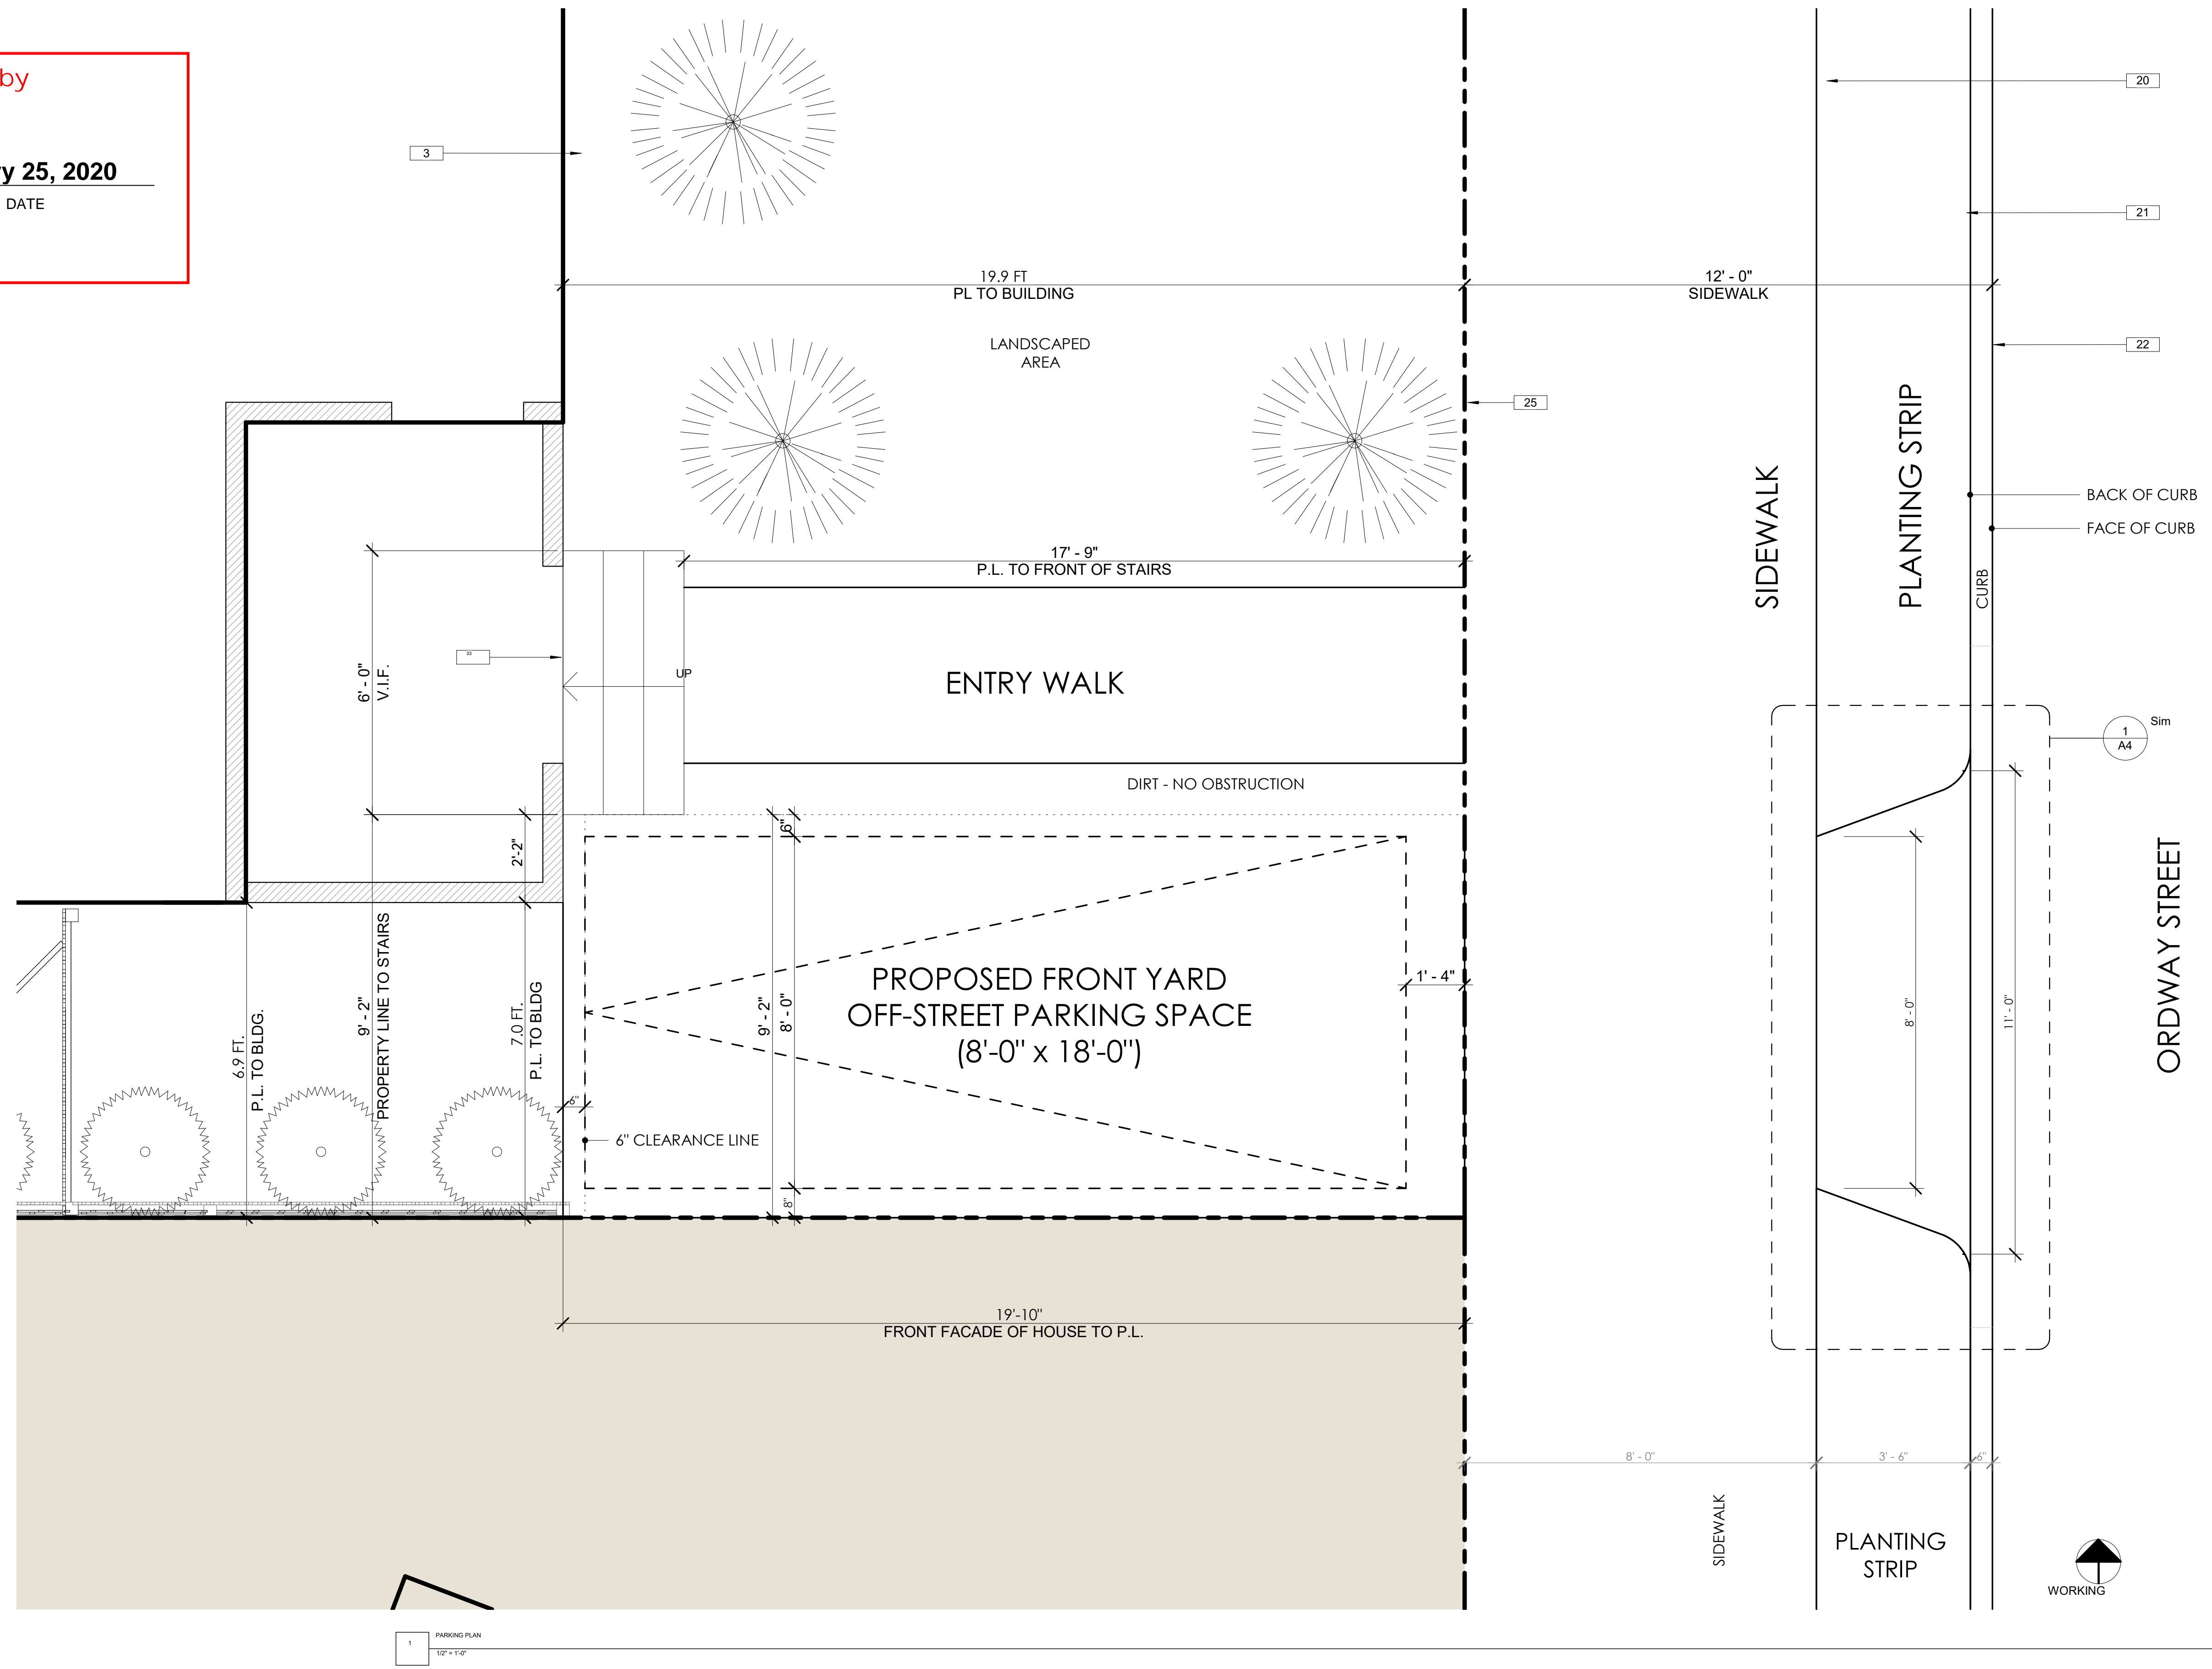 by
ry 25, 2020
DATE
3
20
21
22
25
19.9 FT
PL TO BUILDING
12' - 0"
SIDEWALK
LANDSCAPED
AREA
SIDEWALK
PLANTING STRIP
BACK OF CURB
FACE OF CURB
CURB
17' - 9"
P.L. TO FRONT OF STAIRS
33
6' - 0"
V.I.F.
UP
ENTRY WALK
1
A4
Sim
DIRT - NO OBSTRUCTION
6"
2'-2"
PROPOSED FRONT YARD
OFF-STREET PARKING SPACE
(8'-0" x 18'-0")
1' - 4"
8' - 0"
11' - 0"
ORDWAY STREET
6.9 FT.
P.L. TO BLDG.
9' - 2"
PROPERTY LINE TO STAIRS
7.0 FT.
P.L. TO BLDG
9' - 2"
8' - 0"
6"
6" CLEARANCE LINE
8"
19'-10"
FRONT FACADE OF HOUSE TO P.L.
8' - 0"
3' - 6"
6"
SIDEWALK
PLANTING
STRIP
WORKING
1
PARKING PLAN
1/2" = 1'-0"